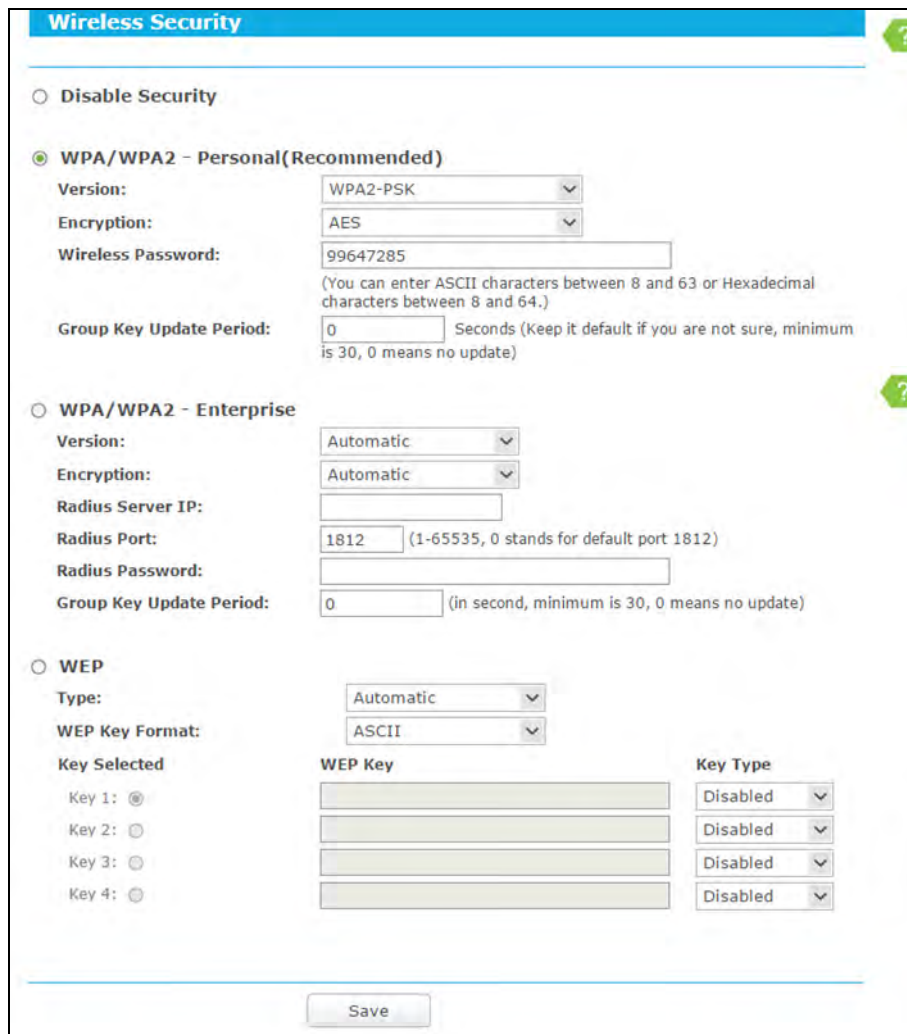 Wireless Security
?
Disable Security
WPA/WPA2 - Personal(Recommended)
Version: WPA2-PSK
Encryption: AES
Wireless Password: 99647285
(You can enter ASCII characters between 8 and 63 or Hexadecimal
characters between 8 and 64.)
Group Key Update Period: 0 Seconds (Keep it default if you are not sure, minimum
is 30, 0 means no update)
?
WPA/WPA2 - Enterprise
Version: Automatic
Encryption: Automatic
Radius Server IP:
Radius Port: 1812 (1-65535, 0 stands for default port 1812)
Radius Password:
Group Key Update Period: 0 (in second, minimum is 30, 0 means no update)
WEP
Type: Automatic
WEP Key Format: ASCII
Key Selected WEP Key Key Type
Key 1: Disabled
Key 2: Disabled
Key 3: Disabled
Key 4: Disabled
Save